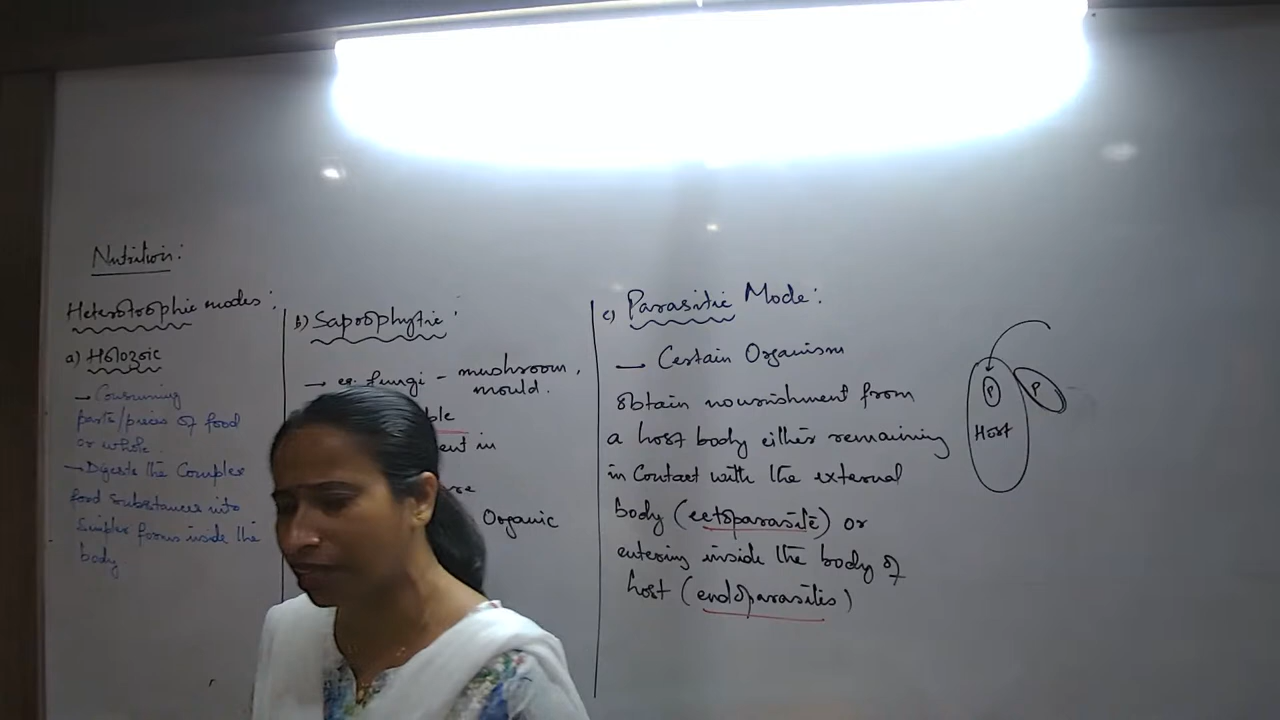 Nutrition:
Heterotrophic modes:
a) Holozoic
→ Consuming
parts/pieces of food
or whole.
→ Digests the Complex
food substances into
simpler forms inside the
body
b) Saprophytic:
→ eg. fungi - mushroom,
mould.
in
Organic
c) Parasitic Mode:
→ Certain Organism
obtain nourishment from
a host body either remaining
in Contact with the external
body (ectoparasite) or
entering inside the body of
host (endoparasites)
P
P
Host